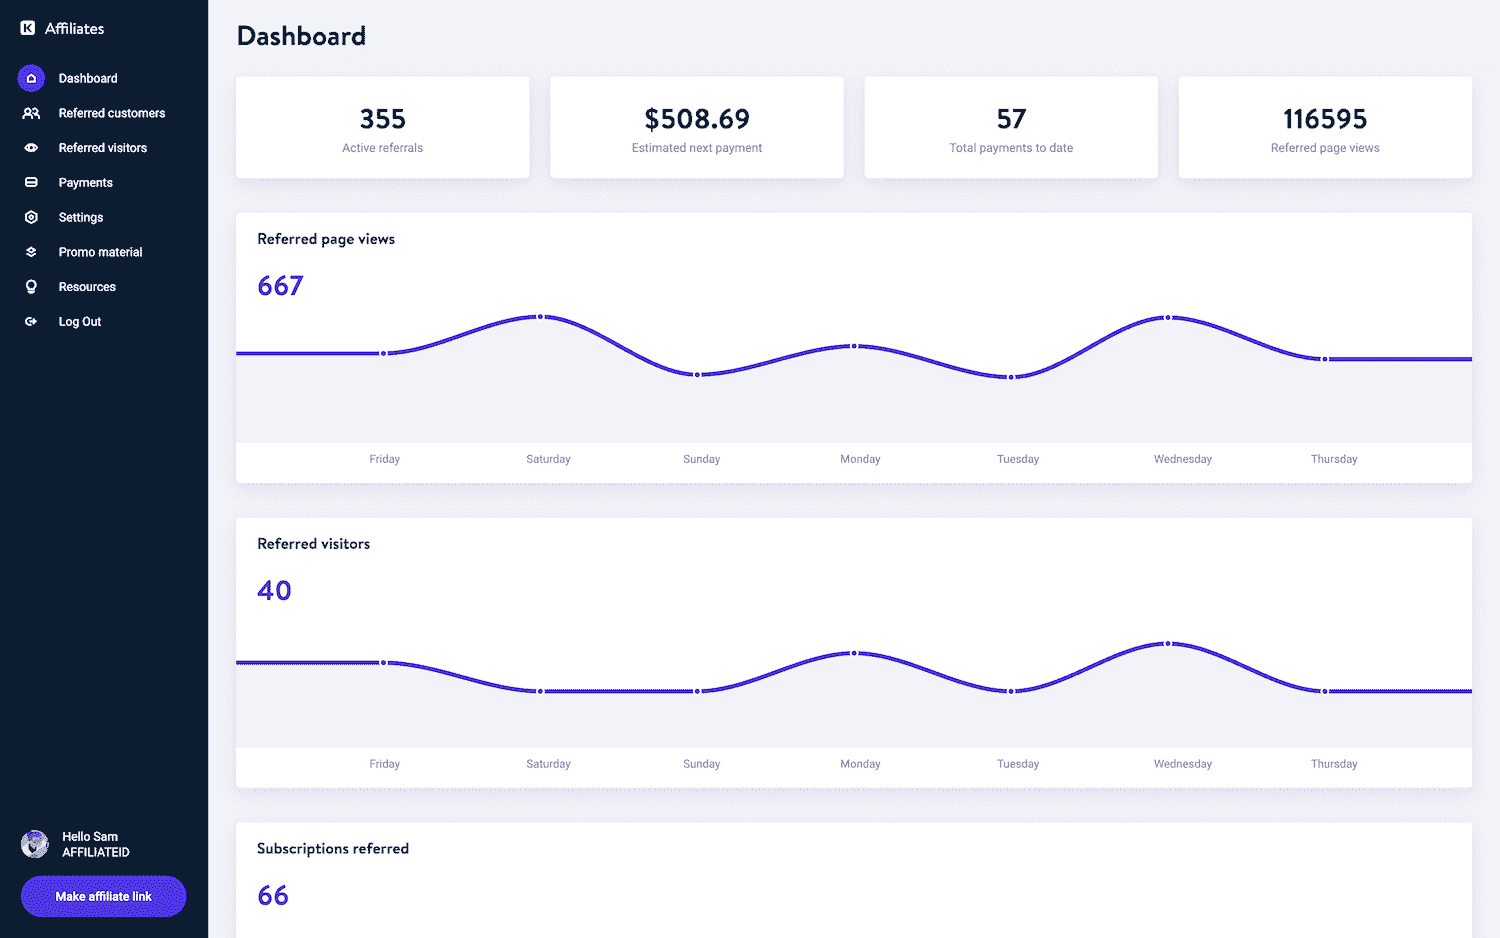 K Affiliates
Dashboard
Referred customers
Referred visitors
Payments
Settings
Promo material
Resources
Log Out
Hello Sam
AFFILIATEID
Make affiliate link
Dashboard
355
Active referrals
$508.69
Estimated next payment
57
Total payments to date
116595
Referred page views
Referred page views
667
Friday Saturday Sunday Monday Tuesday Wednesday Thursday
Referred visitors
40
Friday Saturday Sunday Monday Tuesday Wednesday Thursday
Subscriptions referred
66